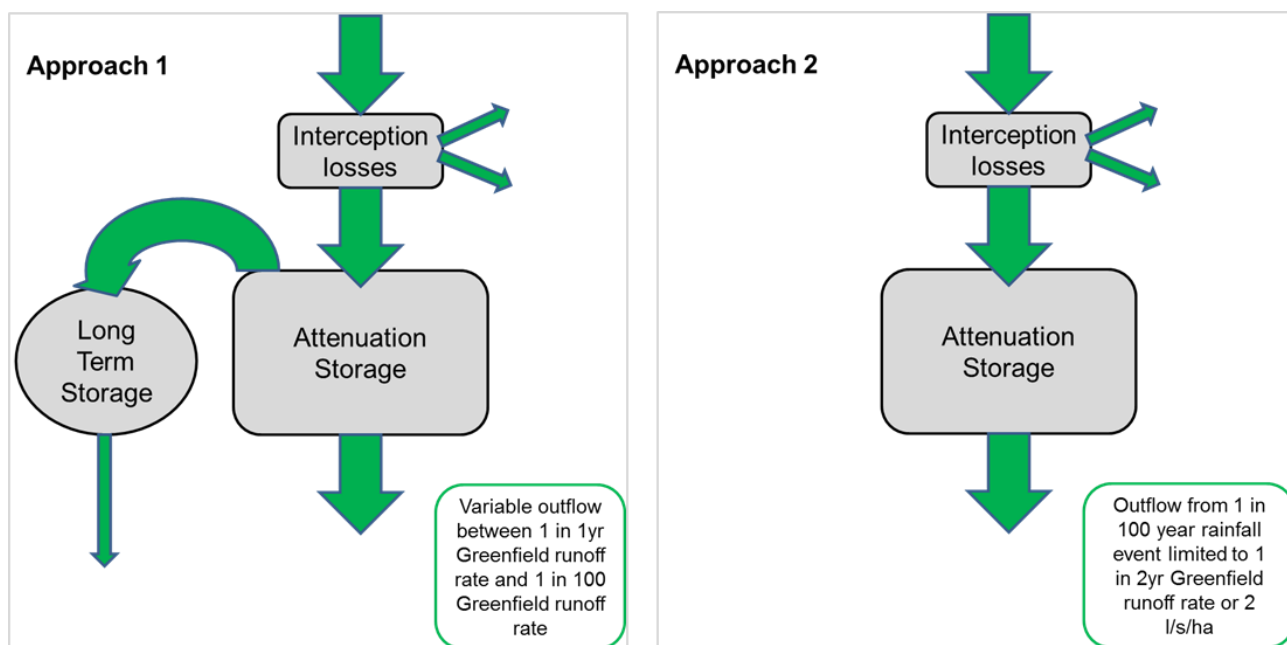 Approach 1
Interception
losses
Long
Term
Storage
Attenuation
Storage
Variable outflow
between 1 in 1yr
Greenfield runoff
rate and 1 in 100
Greenfield runoff
rate
Approach 2
Interception
losses
Attenuation
Storage
Outflow from 1 in
100 year rainfall
event limited to 1
in 2yr Greenfield
runoff rate or 2
l/s/ha